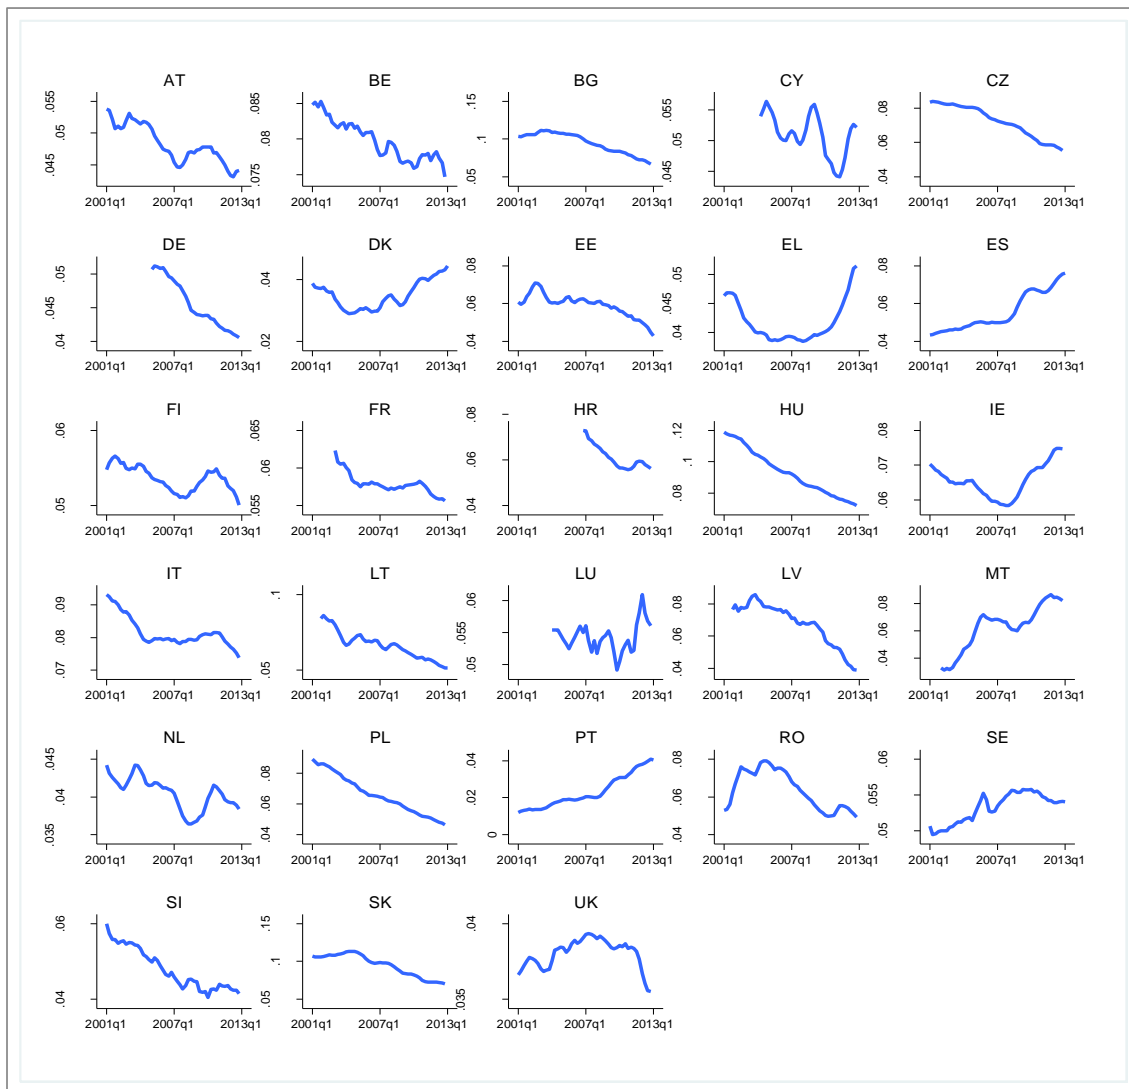 AT BE BG CY CZ
.045 .05 .055 .075 .08 .085 .05 .1 .15 .045 .05 .055 .04 .06 .08
2001q1 2007q1 2013q1 2001q1 2007q1 2013q1 2001q1 2007q1 2013q1 2001q1 2007q1 2013q1 2001q1 2007q1 2013q1
DE DK EE EL ES
.04 .045 .05 .02 .04 .04 .06 .08 .04 .045 .05 .04 .06 .08
2001q1 2007q1 2013q1 2001q1 2007q1 2013q1 2001q1 2007q1 2013q1 2001q1 2007q1 2013q1 2001q1 2007q1 2013q1
FI FR HR HU IE
.05 .06 .055 .06 .065 .04 .06 .08 .08 .1 .12 .06 .07 .08
2001q1 2007q1 2013q1 2001q1 2007q1 2013q1 2001q1 2007q1 2013q1 2001q1 2007q1 2013q1 2001q1 2007q1 2013q1
IT LT LU LV MT
.07 .08 .09 .05 .1 .05 .055 .06 .04 .06 .08 .04 .06 .08
2001q1 2007q1 2013q1 2001q1 2007q1 2013q1 2001q1 2007q1 2013q1 2001q1 2007q1 2013q1 2001q1 2007q1 2013q1
NL PL PT RO SE
.035 .04 .045 .04 .06 .08 0 .02 .04 .04 .06 .08 .05 .055 .06
2001q1 2007q1 2013q1 2001q1 2007q1 2013q1 2001q1 2007q1 2013q1 2001q1 2007q1 2013q1 2001q1 2007q1 2013q1
SI SK UK
.04 .06 .05 .1 .15 .035 .04
2001q1 2007q1 2013q1 2001q1 2007q1 2013q1 2001q1 2007q1 2013q1